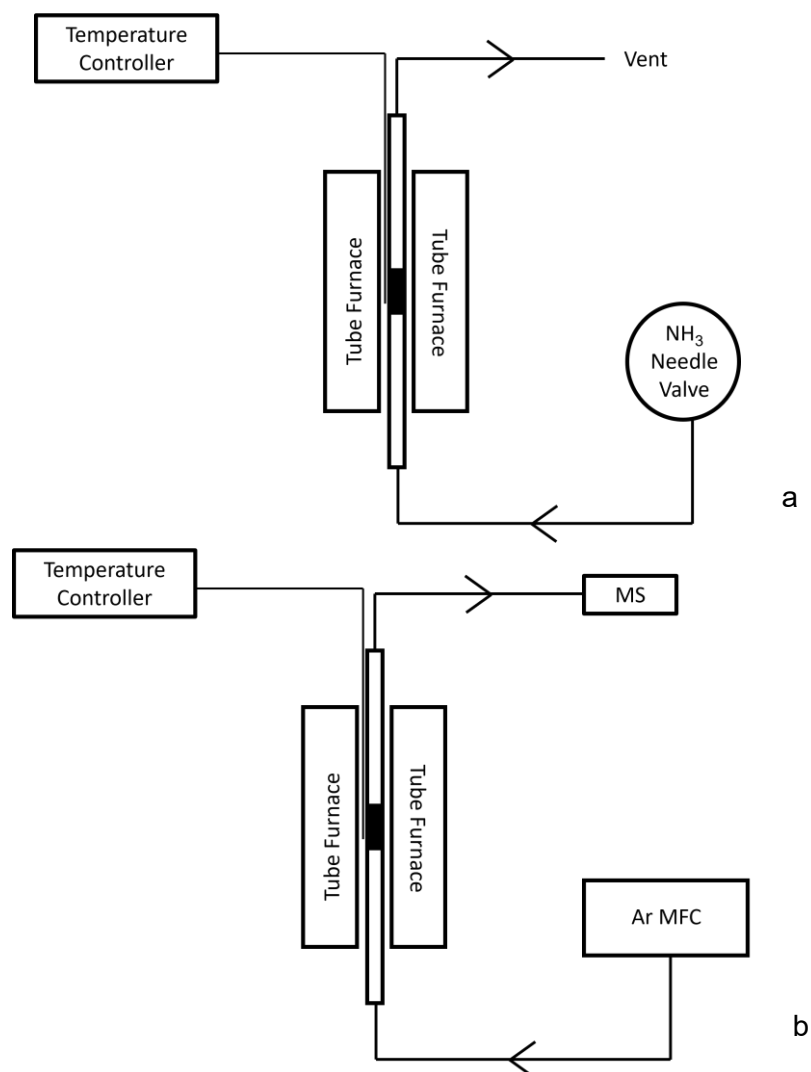 Temperature
Controller
Vent
Tube Furnace
Tube Furnace
NH₃
Needle
Valve
a
Temperature
Controller
MS
Tube Furnace
Tube Furnace
Ar MFC
b